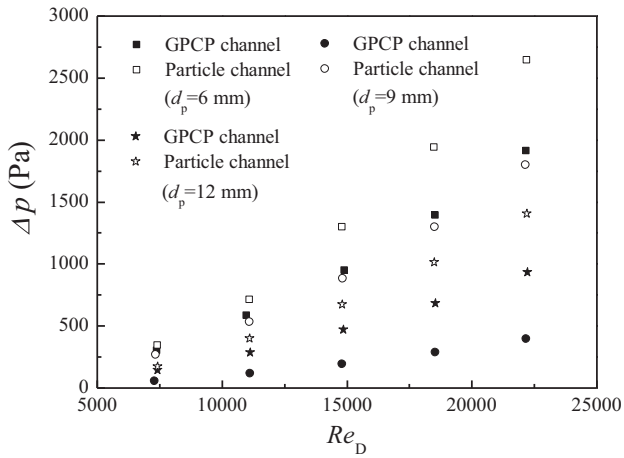 3000
2500
2000
1500
1000
500
0
Δp (Pa)
GPCP channel
Particle channel
(dp=6 mm)
GPCP channel
Particle channel
(dp=9 mm)
GPCP channel
Particle channel
(dp=12 mm)
5000 10000 15000 20000 25000
ReD